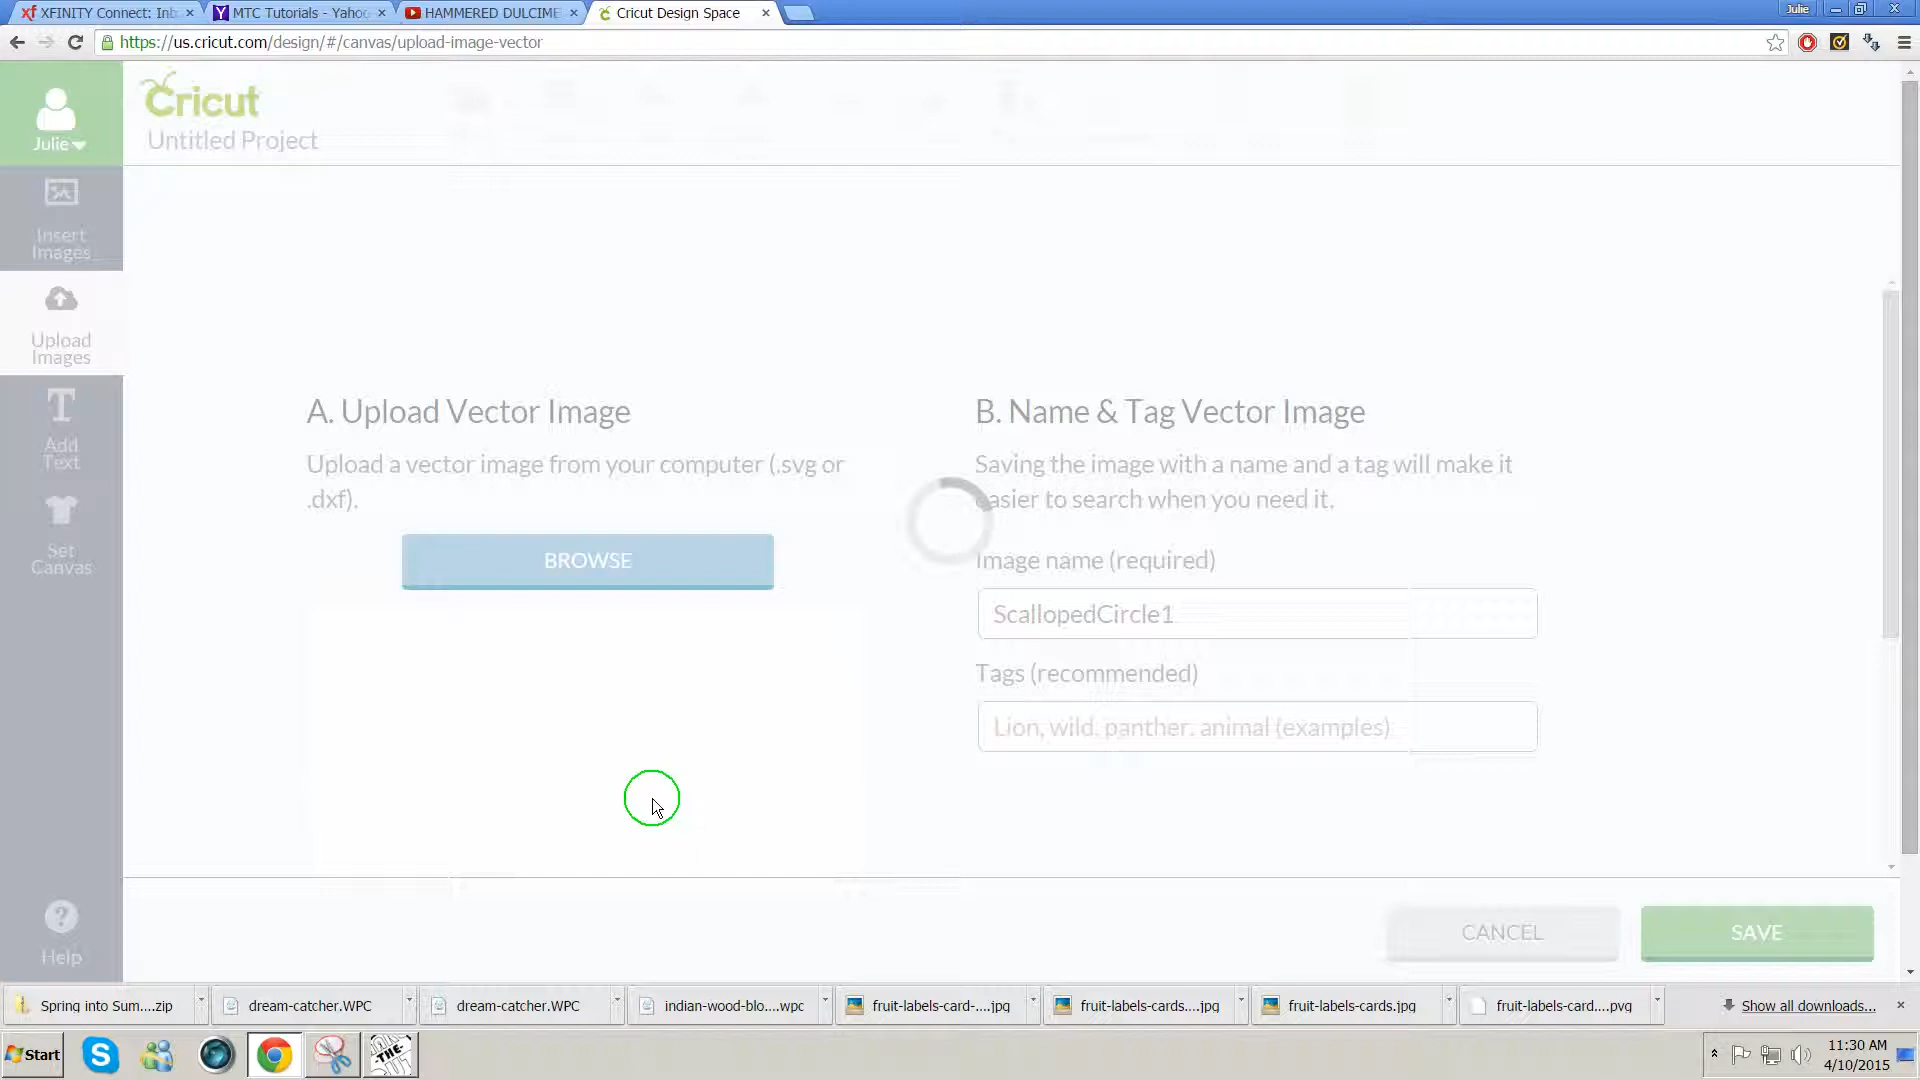 XFINITY Connect: Inb
MTC Tutorials - Yahoo
HAMMERED DULCIME
Cricut Design Space
Julie
https://us.cricut.com/design/#/canvas/upload-image-vector
Julie
Cricut
Untitled Project
Insert
Images
Upload
Images
Add
Text
Set
Canvas
Help
A. Upload Vector Image
Upload a vector image from your computer (.svg or
.dxf).
BROWSE
B. Name & Tag Vector Image
Saving the image with a name and a tag will make it
easier to search when you need it.
Image name (required)
ScallopedCircle1
Tags (recommended)
Lion, wild, panther, animal (examples)
CANCEL
SAVE
Spring into Sum....zip
dream-catcher.WPC
dream-catcher.WPC
indian-wood-blo....wpc
fruit-labels-card-....jpg
fruit-labels-cards....jpg
fruit-labels-cards.jpg
fruit-labels-card....pvg
Show all downloads...
Start
THE
11:30 AM
4/10/2015